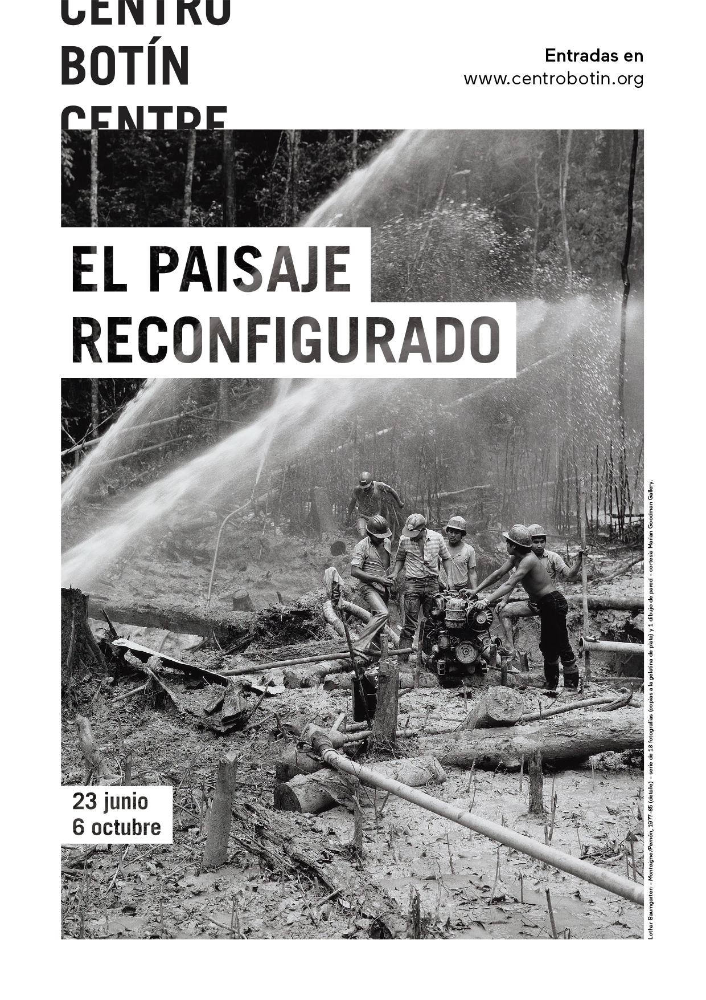 CENTRO
BOTÍN
CENTRE
Entradas en
www.centrobotin.org
EL PAISAJE
RECONFIGURADO
23 junio
6 octubre
Lothar Baumgarten - Montaigne/Pemón, 1977-85 (detalle) - serie de 18 fotografías (copias a la gelatina de plata) y 1 dibujo de pared - cortesía Marian Goodman Gallery.